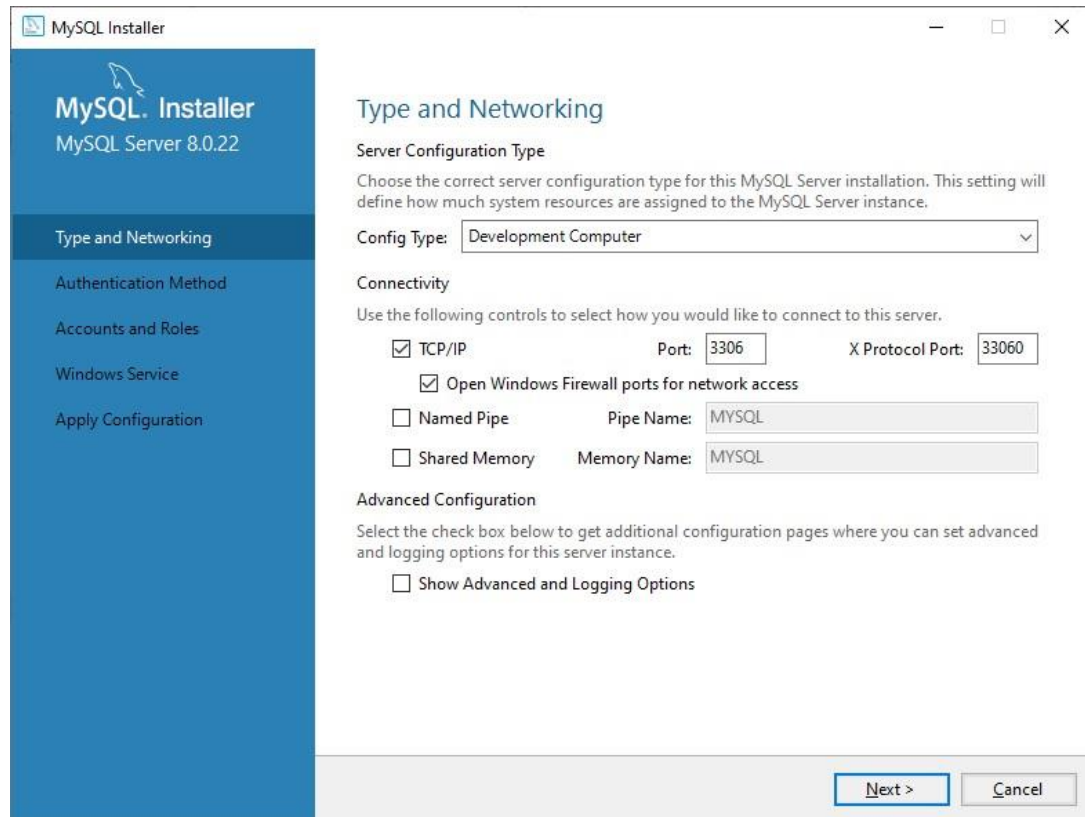 MySQL Installer
MySQL. Installer
MySQL Server 8.0.22
Type and Networking
Authentication Method
Accounts and Roles
Windows Service
Apply Configuration
Type and Networking
Server Configuration Type
Choose the correct server configuration type for this MySQL Server installation. This setting will
define how much system resources are assigned to the MySQL Server instance.
Config Type: Development Computer
Connectivity
Use the following controls to select how you would like to connect to this server.
TCP/IP Port: 3306 X Protocol Port: 33060
Open Windows Firewall ports for network access
Named Pipe Pipe Name: MYSQL
Shared Memory Memory Name: MYSQL
Advanced Configuration
Select the check box below to get additional configuration pages where you can set advanced
and logging options for this server instance.
Show Advanced and Logging Options
Next > Cancel